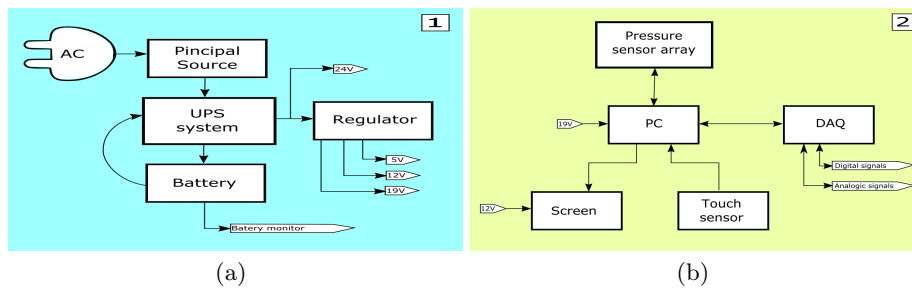 1
AC
Pincipal
Source
24V
UPS
system
Regulator
5V
12V
19V
Battery
Batery monitor
(a)
2
Pressure
sensor array
19V
PC
DAQ
Digital signals
Analogic signals
12V
Screen
Touch
sensor
(b)